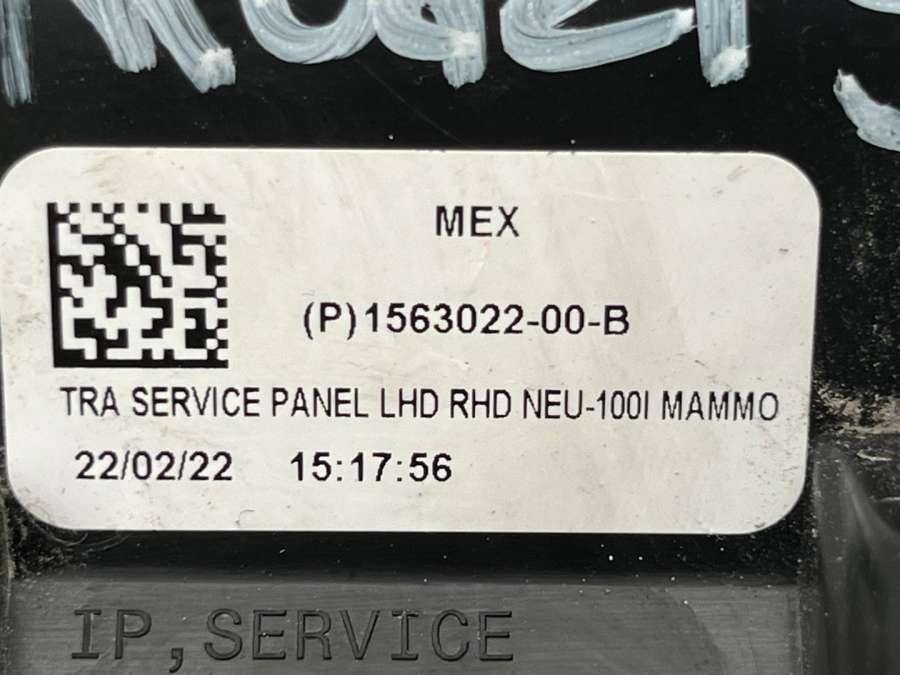 MEX
(P)1563022-00-B
TRA SERVICE PANEL LHD RHD NEU-100I MAMMO
22/02/22 15:17:56
IP, SERVICE